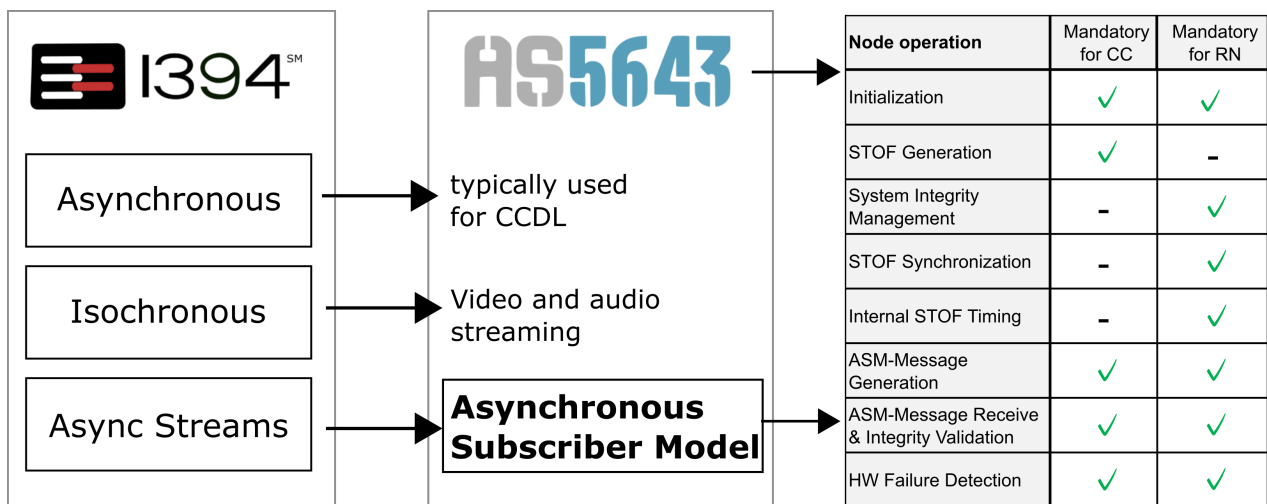 1394 SM
Asynchronous
Isochronous
Async Streams
AS5643
typically used
for CCDL
Video and audio
streaming
Asynchronous
Subscriber Model
Node operation
Mandatory
for CC
Mandatory
for RN
Initialization
✓
✓
STOF Generation
✓
-
System Integrity
Management
-
✓
STOF Synchronization
-
✓
Internal STOF Timing
-
✓
ASM-Message
Generation
✓
✓
ASM-Message Receive
& Integrity Validation
✓
✓
HW Failure Detection
✓
✓